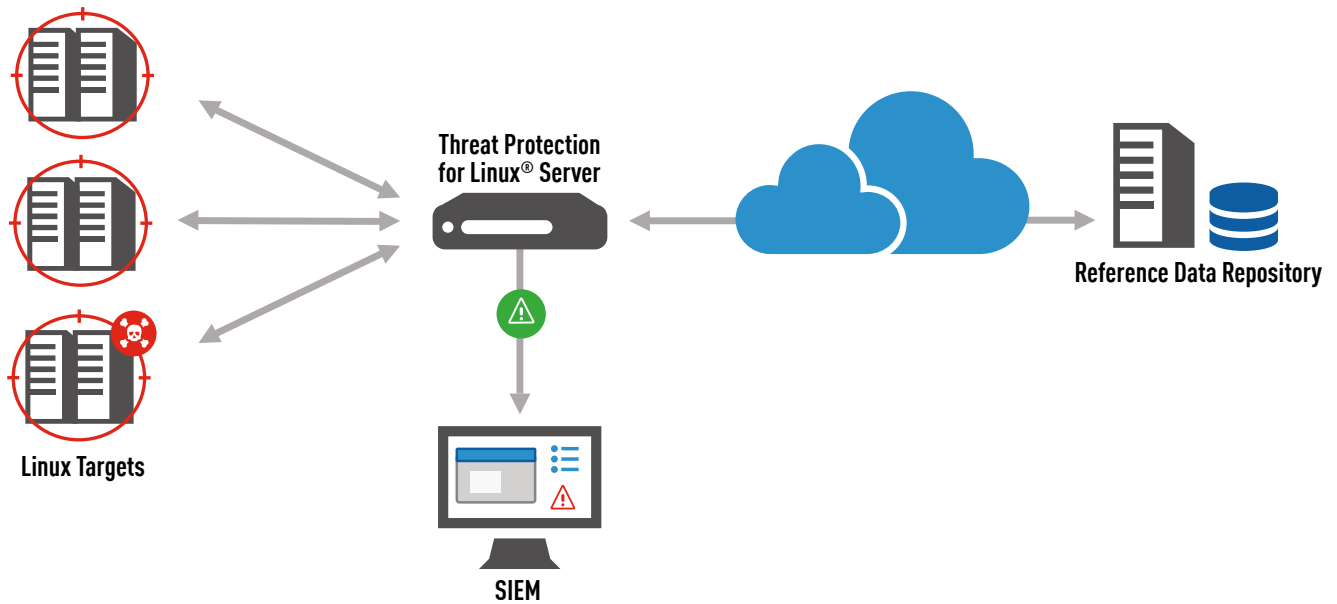 Threat Protection
for Linux® Server
Reference Data Repository
Linux Targets
SIEM